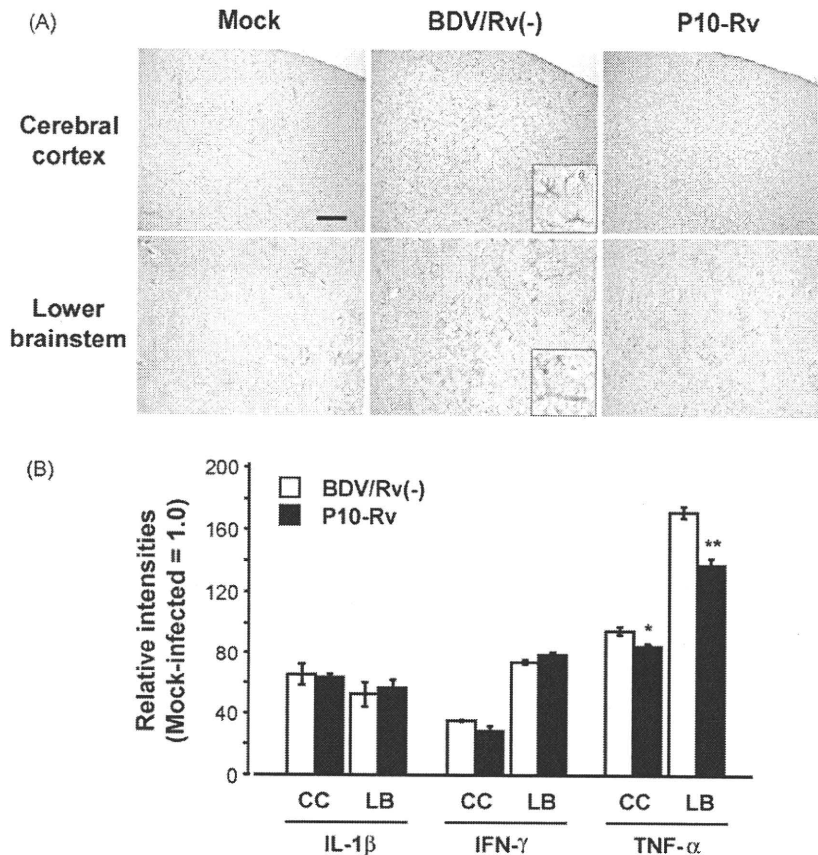 (A)
Mock
BDV/Rv(-)
P10-Rv
Cerebral
cortex
Lower
brainstem
(B)
Relative intensities
(Mock-infected = 1.0)
200
160
120
80
40
0
BDV/Rv(-)
P10-Rv
*
**
CC
LB
CC
LB
CC
LB
IL-1β
IFN-γ
TNF-α